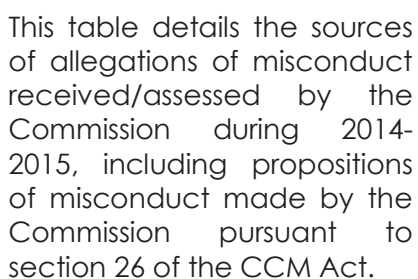 This table details the sources
of allegations of misconduct
received/assessed by the
Commission during 2014-
2015, including propositions
of misconduct made by the
Commission pursuant to
section 26 of the CCM Act.